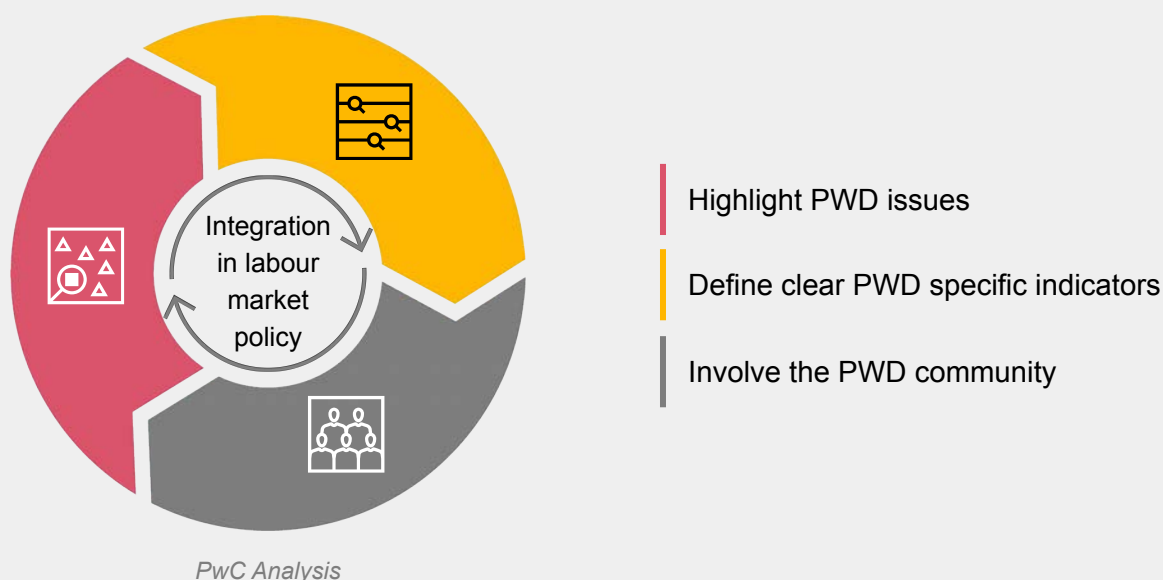 Integration
in labour
market
policy
Highlight PWD issues
Define clear PWD specific indicators
Involve the PWD community
PwC Analysis